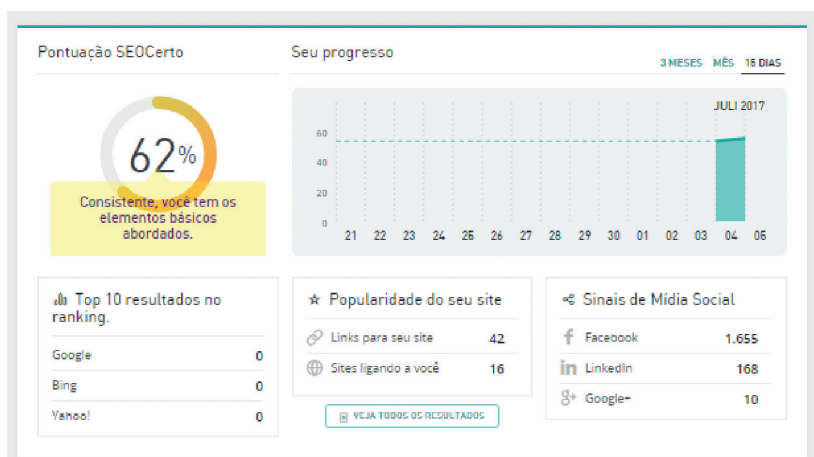 Pontuação SEOCerto
62%
Consistente, você tem os
elementos básicos
abordados.
Seu progresso
3 MESES MÊS 15 DIAS
JULI 2017
60
40
20
0
21 22 23 24 25 26 27 28 29 30 01 02 03 04 05
Top 10 resultados no
ranking.
Google 0
Bing 0
Yahoo! 0
Popularidade do seu site
Links para seu site 42
Sites ligando a você 16
VEJA TODOS OS RESULTADOS
Sinais de Mídia Social
Facebook 1.655
LinkedIn 168
Google+ 10